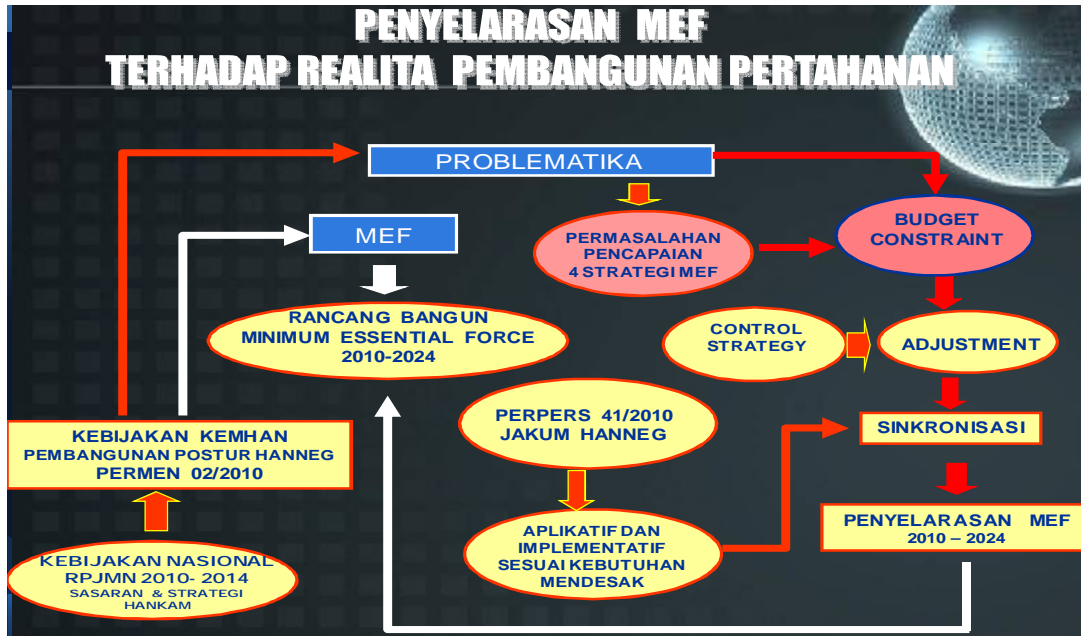 PENYELARASAN MEF
TERHADAP REALITA PEMBANGUNAN PERTAHANAN
PROBLEMATIKA
MEF
PERMASALAHAN
PENCAPAIAN
4 STRATEGI MEF
BUDGET
CONSTRAINT
RANCANG BANGUN
MINIMUM ESSENTIAL FORCE
2010-2024
CONTROL
STRATEGY
ADJUSTMENT
PERPERS 41/2010
JAKUM HANNEG
SINKRONISASI
KEBIJAKAN KEMHAN
PEMBANGUNAN POSTUR HANNEG
PERMEN 02/2010
APLIKATIF DAN
IMPLEMENTATIF
SESUAI KEBUTUHAN
MENDESAK
PENYELARASAN MEF
2010 – 2024
KEBIJAKAN NASIONAL
RPJMN 2010- 2014
SASARAN & STRATEGI
HANKAM